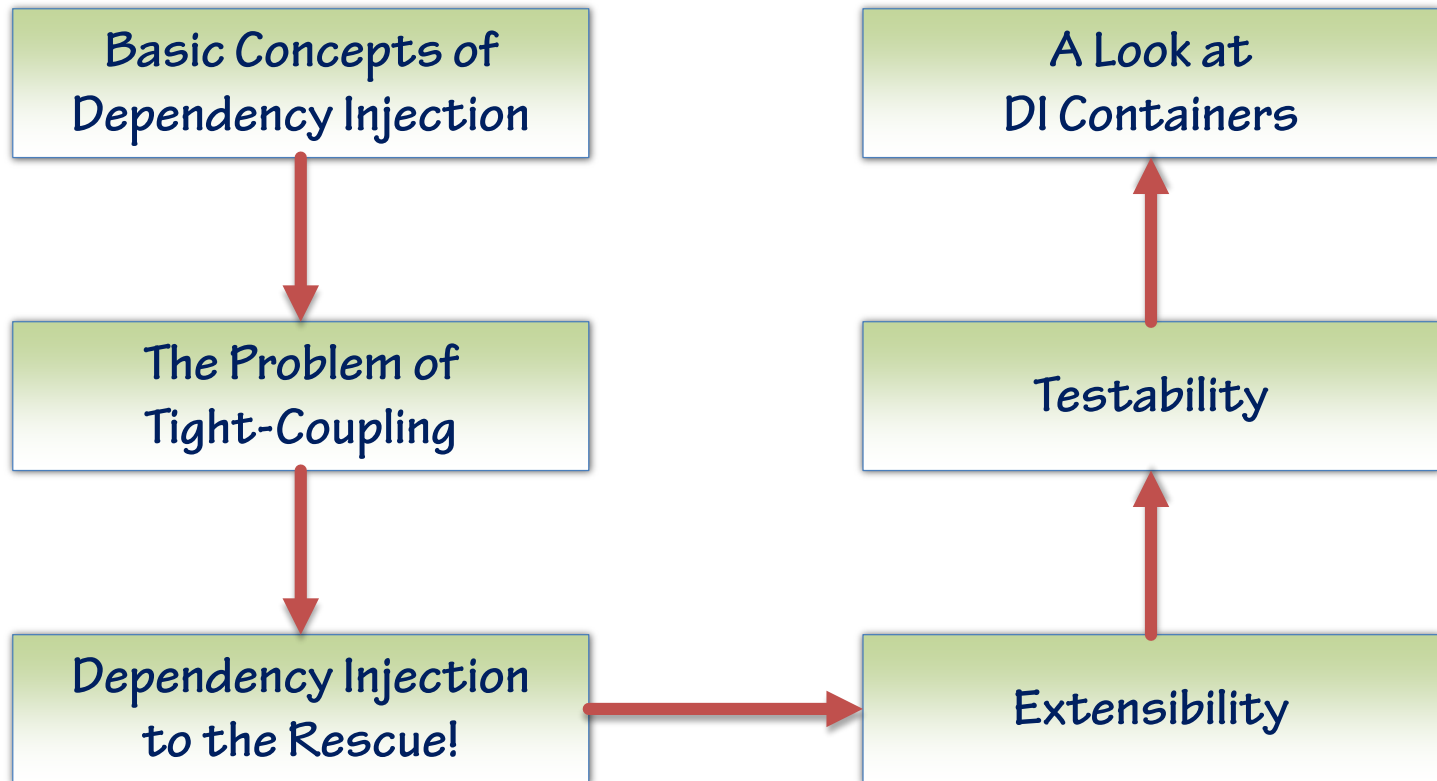 Basic Concepts of
Dependency Injection
The Problem of
Tight-Coupling
Dependency Injection
to the Rescue!
Extensibility
Testability
A Look at
DI Containers